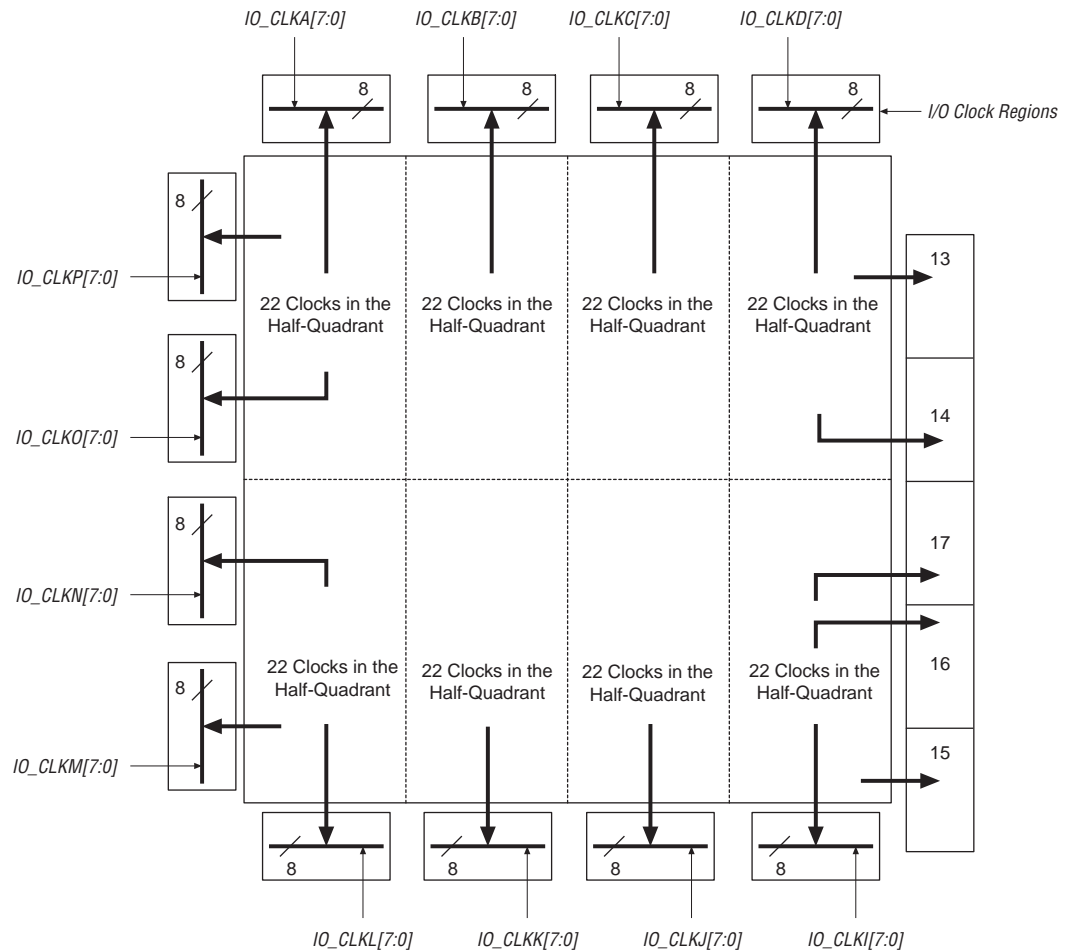 IO_CLKA[7:0] IO_CLKB[7:0] IO_CLKC[7:0] IO_CLKD[7:0]
8 8 8 8
I/O Clock Regions
8
IO_CLKP[7:0]
13
22 Clocks in the
Half-Quadrant
22 Clocks in the
Half-Quadrant
22 Clocks in the
Half-Quadrant
22 Clocks in the
Half-Quadrant
8
IO_CLKO[7:0]
14
8
IO_CLKN[7:0]
17
22 Clocks in the
Half-Quadrant
22 Clocks in the
Half-Quadrant
22 Clocks in the
Half-Quadrant
22 Clocks in the
Half-Quadrant
16
8
IO_CLKM[7:0]
15
8 8 8 8
IO_CLKL[7:0] IO_CLKK[7:0] IO_CLKJ[7:0] IO_CLKI[7:0]